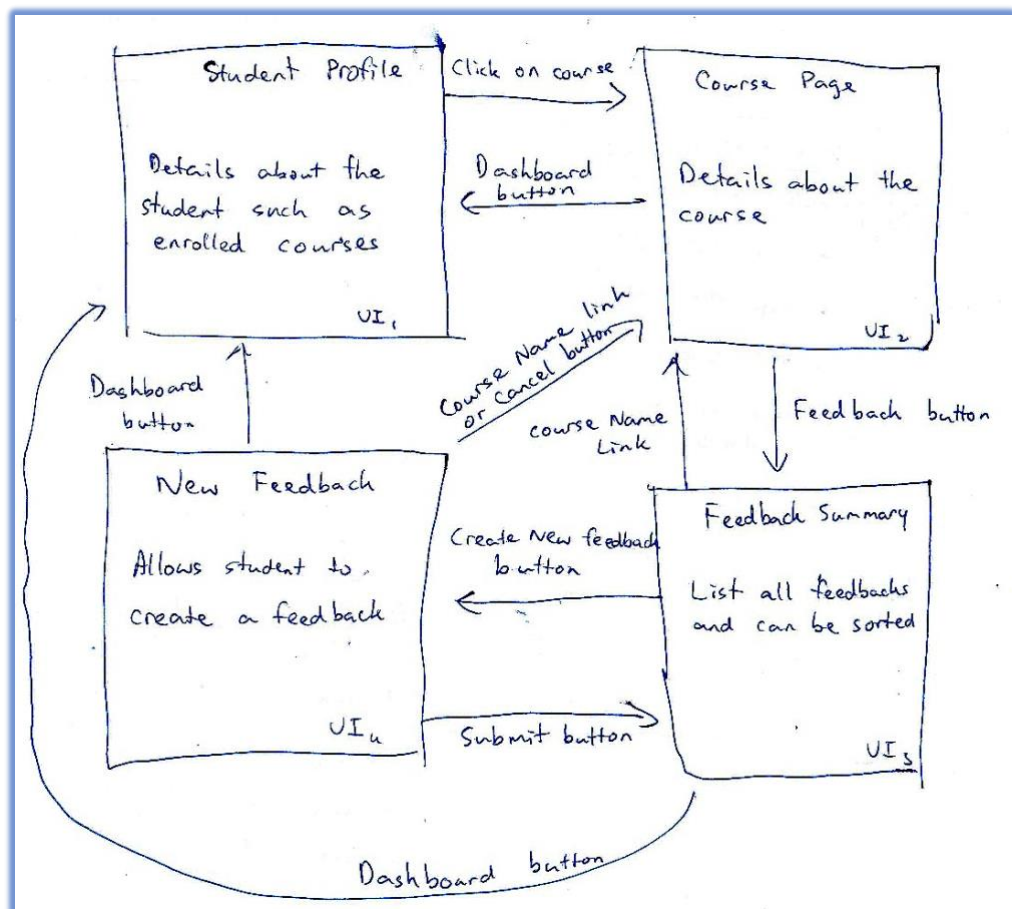 Student Profile
Details about the
student such as
enrolled courses
UI₁
Click on course
Dashboard
button
Course Page
Details about the
course
UI₂
Dashboard
button
Course Name link
or Cancel button
Course Name
Link
Feedback button
New Feedback
Allows student to
create a feedback
UI₄
Create New feedback
button
Submit button
Feedback Summary
List all feedbacks
and can be sorted
UI₃
Dashboard button